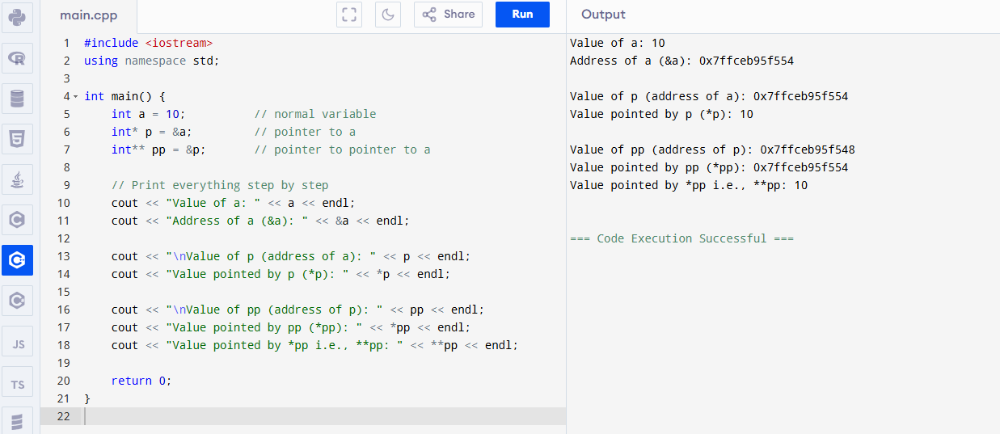 main.cpp
Share
Run
Output
1 #include <iostream>
2 using namespace std;
3
4 int main() {
5     int a = 10;          // normal variable
6     int* p = &a;         // pointer to a
7     int** pp = &p;       // pointer to pointer to a
8
9     // Print everything step by step
10     cout << "Value of a: " << a << endl;
11     cout << "Address of a (&a): " << &a << endl;
12
13     cout << "\nValue of p (address of a): " << p << endl;
14     cout << "Value pointed by p (*p): " << *p << endl;
15
16     cout << "\nValue of pp (address of p): " << pp << endl;
17     cout << "Value pointed by pp (*pp): " << *pp << endl;
18     cout << "Value pointed by *pp i.e., **pp: " << **pp << endl;
19
20     return 0;
21 }
22
Value of a: 10
Address of a (&a): 0x7ffceb95f554
Value of p (address of a): 0x7ffceb95f554
Value pointed by p (*p): 10
Value of pp (address of p): 0x7ffceb95f548
Value pointed by pp (*pp): 0x7ffceb95f554
Value pointed by *pp i.e., **pp: 10
=== Code Execution Successful ===
R
5
C
C
JS
TS